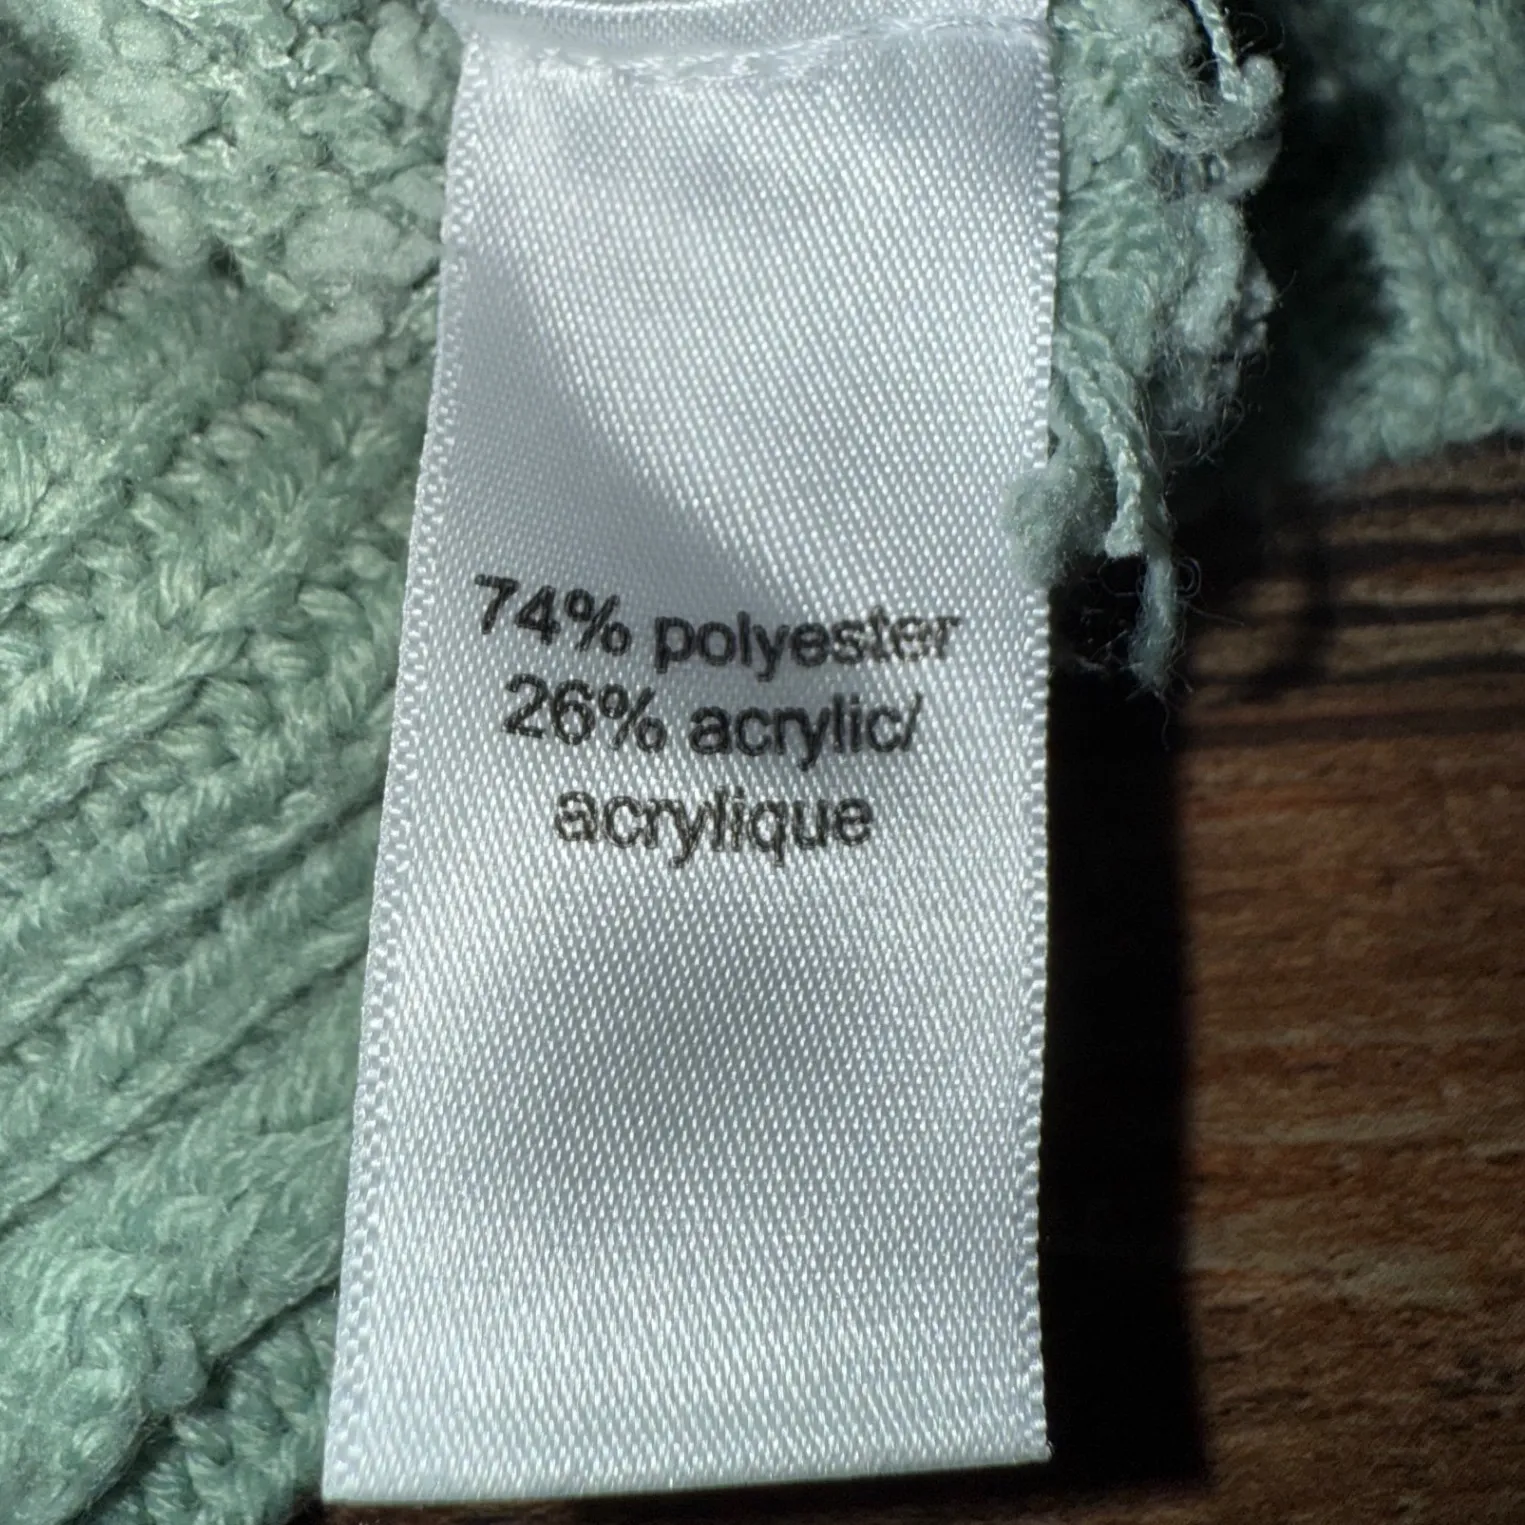 74% polyester
26% acrylic/
acrylique